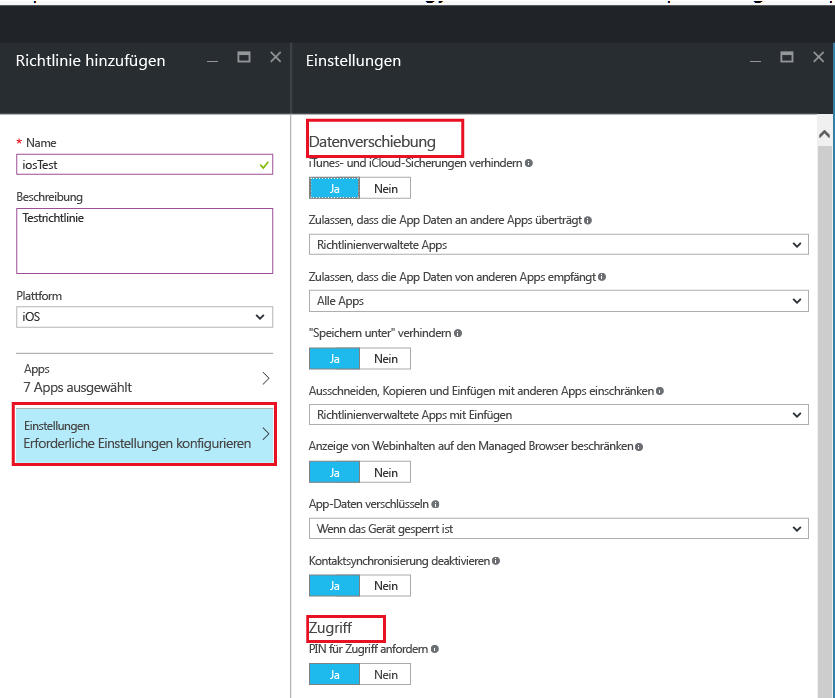 Richtlinie hinzufügen
* Name
iosTest
Beschreibung
Testrichtlinie
Plattform
iOS
Apps
7 Apps ausgewählt
Einstellungen
Erforderliche Einstellungen konfigurieren
Einstellungen
Datenverschiebung
iTunes- und iCloud-Sicherungen verhindern
Ja Nein
Zulassen, dass die App Daten an andere Apps überträgt
Richtlinienverwaltete Apps
Zulassen, dass die App Daten von anderen Apps empfängt
Alle Apps
"Speichern unter" verhindern
Ja Nein
Ausschneiden, Kopieren und Einfügen mit anderen Apps einschränken
Richtlinienverwaltete Apps mit Einfügen
Anzeige von Webinhalten auf den Managed Browser beschränken
Ja Nein
App-Daten verschlüsseln
Wenn das Gerät gesperrt ist
Kontaktsynchronisierung deaktivieren
Ja Nein
Zugriff
PIN für Zugriff anfordern
Ja Nein